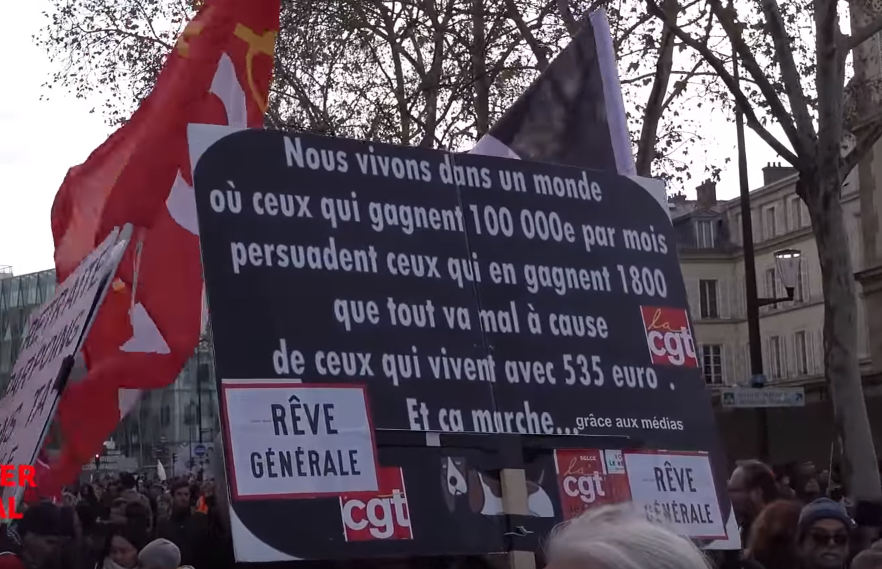 Nous vivons dans un monde
où ceux qui gagnent 100 000e par mois
persuadent ceux qui en gagnent 1800
que tout va mal à cause
de ceux qui vivent avec 535 euro .
Et ca marche... grâce aux médias
la
cgt
RÊVE
GÉNÉRALE
cgt
la
cgt
RÊVE
GÉNÉRALE